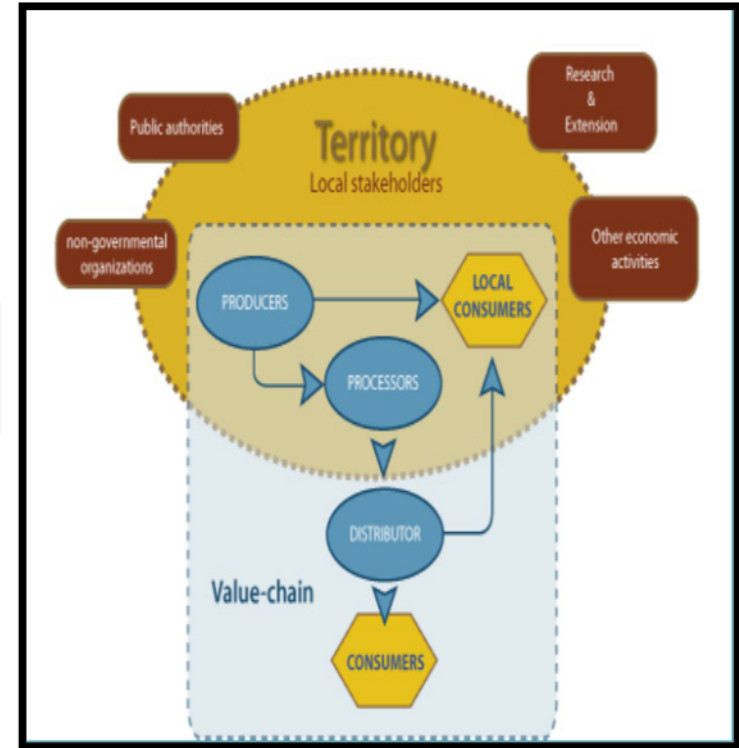 Research
&
Extension
Public authorities
Territory
Local stakeholders
non-governmental
organizations
Other economic
activities
PRODUCERS
LOCAL
CONSUMERS
PROCESSORS
DISTRIBUTOR
Value-chain
CONSUMERS